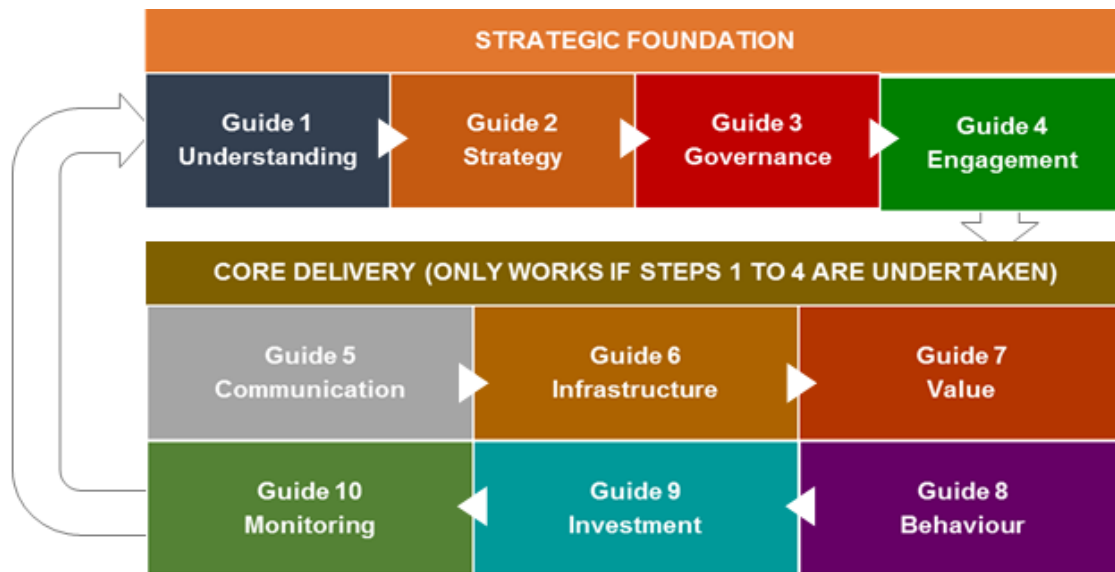 STRATEGIC FOUNDATION
Guide 1
Understanding
Guide 2
Strategy
Guide 3
Governance
Guide 4
Engagement
CORE DELIVERY (ONLY WORKS IF STEPS 1 TO 4 ARE UNDERTAKEN)
Guide 5
Communication
Guide 6
Infrastructure
Guide 7
Value
Guide 10
Monitoring
Guide 9
Investment
Guide 8
Behaviour